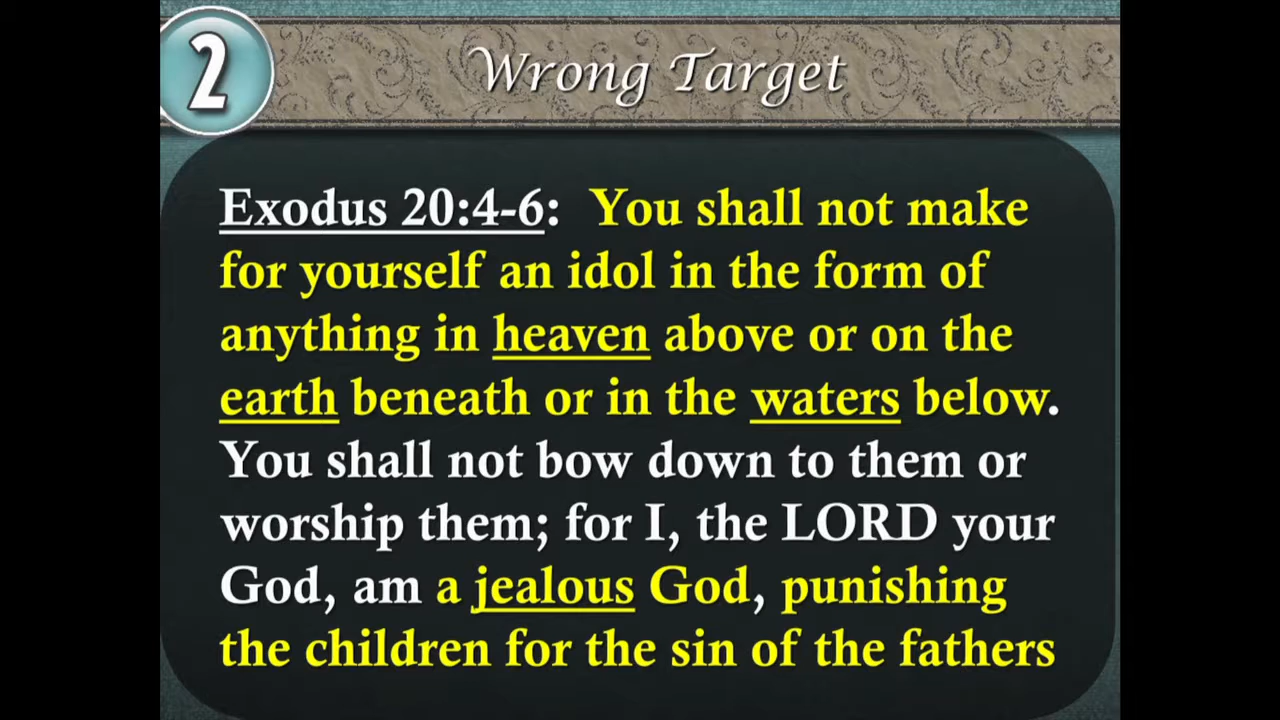 2
Wrong Target
Exodus 20:4-6: You shall not make
for yourself an idol in the form of
anything in heaven above or on the
earth beneath or in the waters below.
You shall not bow down to them or
worship them; for I, the LORD your
God, am a jealous God, punishing
the children for the sin of the fathers